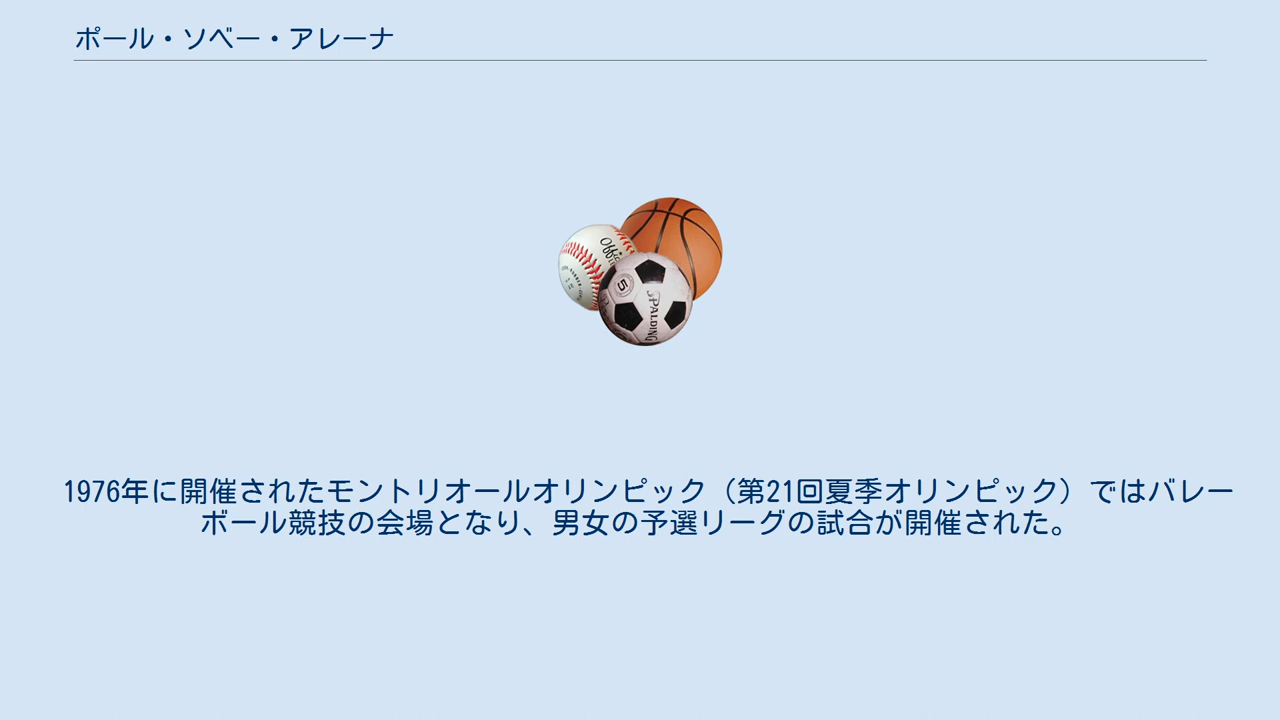 ポール・ソベー・アレーナ
Offi
5
SPALDING
1976年に開催されたモントリオールオリンピック（第21回夏季オリンピック）ではバレー
ボール競技の会場となり、男女の予選リーグの試合が開催された。